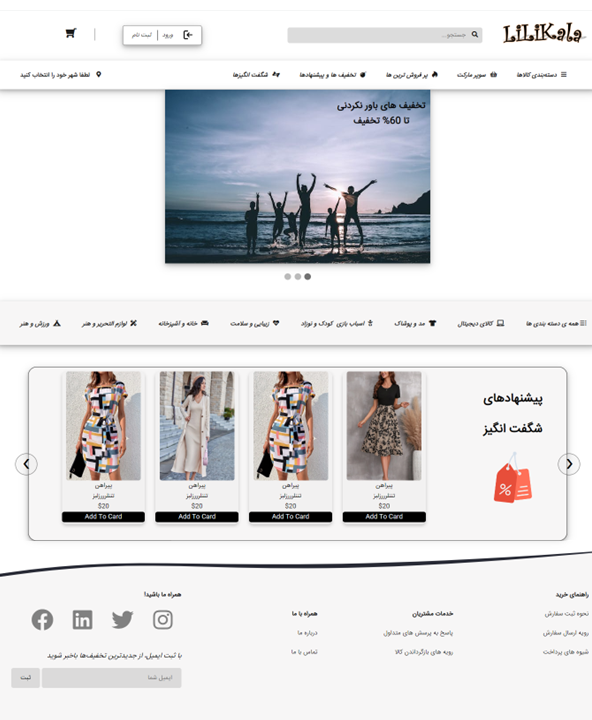 LiLiKala
جستجو...
ورود | ثبت نام
دسته‌بندی کالاها
سوپر مارکت
پر فروش ترین ها
تخفیف ها و پیشنهادها
شگفت انگیزها
لطفا شهر خود را انتخاب کنید
تخفیف های باور نکردنی
تا 60% تخفیف
همه ی دسته بندی ها
کالای دیجیتال
مد و پوشاک
اسباب بازی کودک و نوزاد
زیبایی و سلامت
خانه و آشپزخانه
لوازم التحریر و هنر
ورزش و هنر
پیشنهادهای
شگفت انگیز
پیراهن
$20
Add To Card
پیراهن
$20
Add To Card
پیراهن
$20
Add To Card
پیراهن
$20
Add To Card
راهنمای خرید
نحوه ثبت سفارش
رویه ارسال سفارش
شیوه های پرداخت
خدمات مشتریان
پاسخ به پرسش های متداول
رویه های بازگرداندن کالا
همراه با ما
درباره ما
تماس با ما
همراه ما باشید!
با ثبت ایمیل، از جدیدترین تخفیف‌ها باخبر شوید
ایمیل شما
ثبت